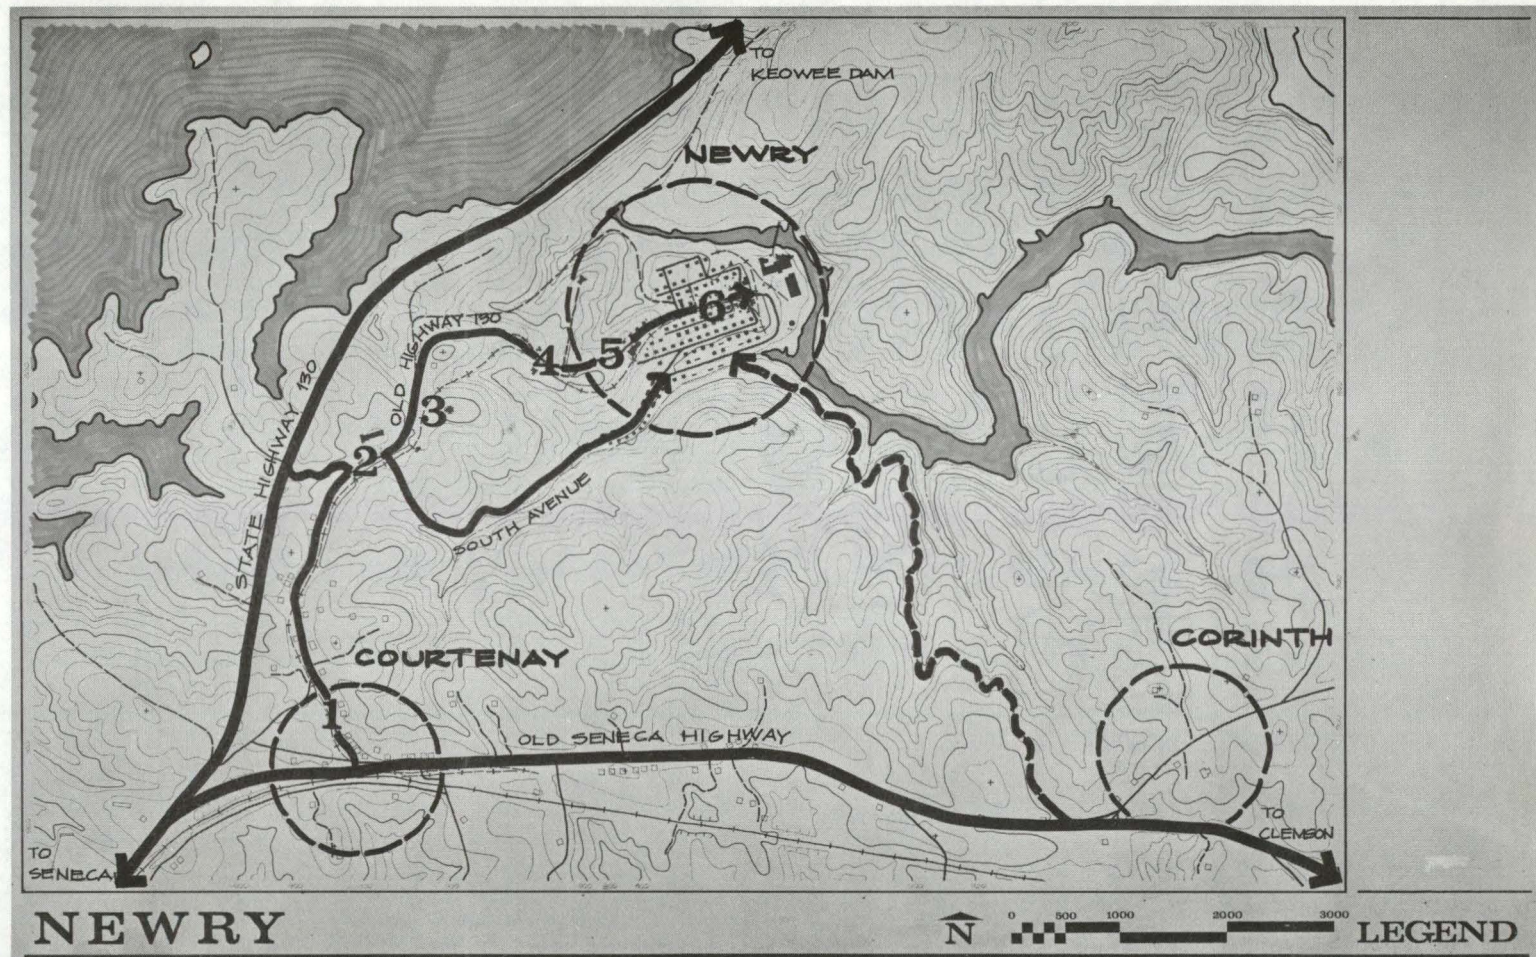 TO
KEOWEE DAM
NEWRY
6
OLD HIGHWAY 130
4
5
STATE HIGHWAY 130
3
2
SOUTH AVENUE
CORINTH
COURTENAY
1
OLD SENECA HIGHWAY
TO
CLEMSON
TO
SENECA
NEWRY
N
0 500 1000 2000 3000
LEGEND